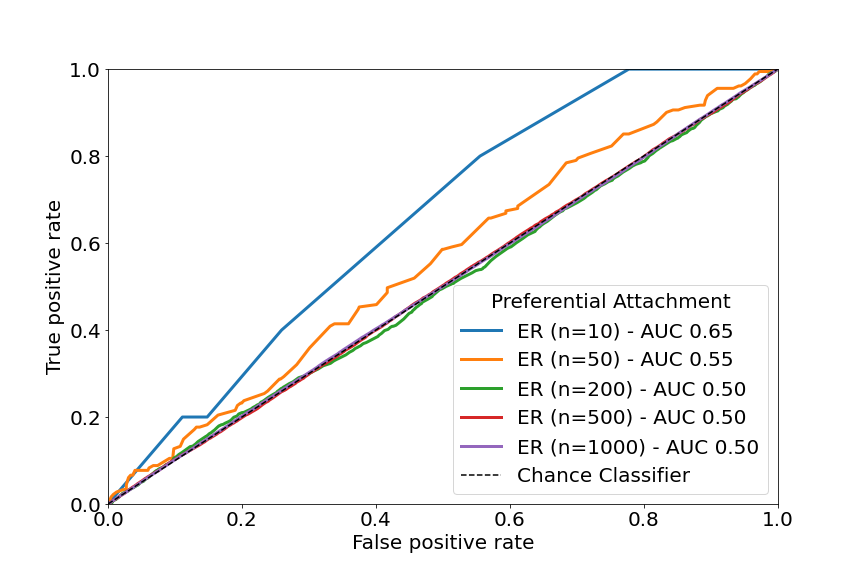 1.0
0.8
0.6
0.4
0.2
0.0
True positive rate
Preferential Attachment
ER (n=10) - AUC 0.65
ER (n=50) - AUC 0.55
ER (n=200) - AUC 0.50
ER (n=500) - AUC 0.50
ER (n=1000) - AUC 0.50
Chance Classifier
0.0 0.2 0.4 0.6 0.8 1.0
False positive rate